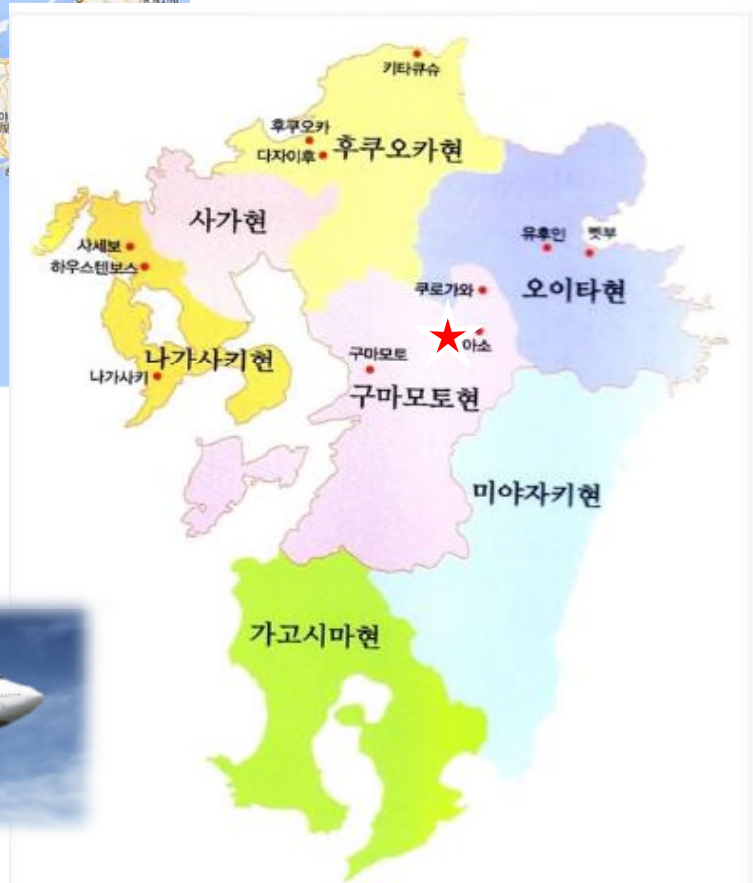 키타큐슈
후쿠오카
다자이후
후쿠오카현
사가현
사세보
하우스텐보스
유후인
벳부
쿠로가와
오이타현
아소
구마모토
나가사키현
나가사키
구마모토현
미야자키현
가고시마현